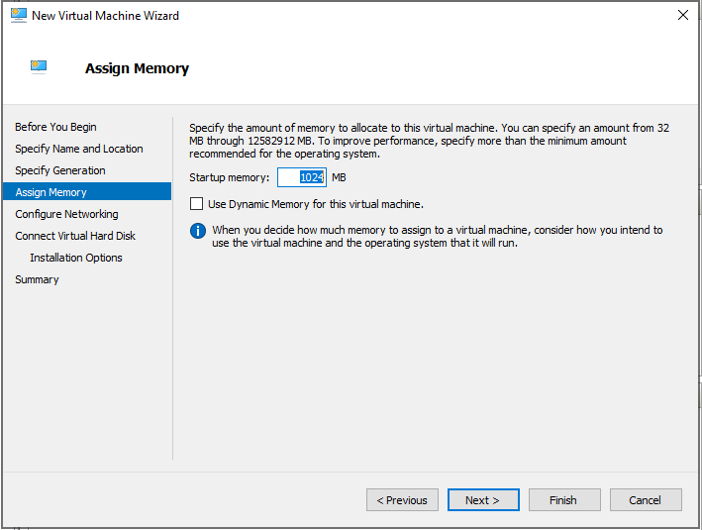 New Virtual Machine Wizard
Assign Memory
Before You Begin
Specify Name and Location
Specify Generation
Assign Memory
Configure Networking
Connect Virtual Hard Disk
Installation Options
Summary
Specify the amount of memory to allocate to this virtual machine. You can specify an amount from 32
MB through 12582912 MB. To improve performance, specify more than the minimum amount
recommended for the operating system.
Startup memory: 1024 MB
Use Dynamic Memory for this virtual machine.
When you decide how much memory to assign to a virtual machine, consider how you intend to
use the virtual machine and the operating system that it will run.
< Previous Next > Finish Cancel